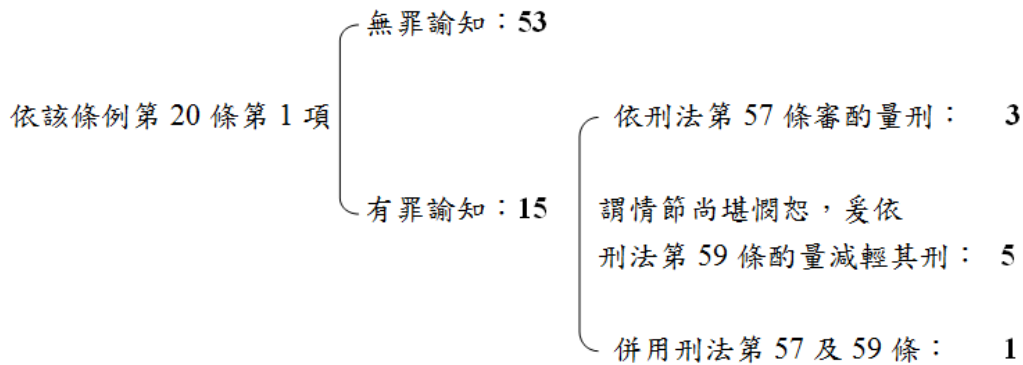 無罪諭知：53
依該條例第 20 條第 1 項
依刑法第 57 條審酌量刑： 3
有罪諭知：15
謂情節尚堪憫恕，爰依
刑法第 59 條酌量減輕其刑： 5
併用刑法第 57 及 59 條： 1